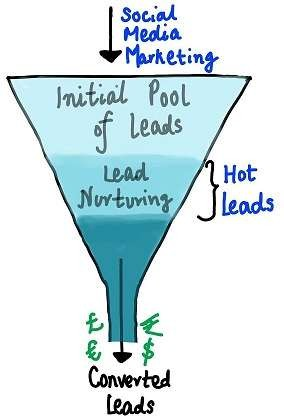 Social
Media
Marketing
Initial Pool
of Leads
Lead
Nurturing
Hot
Leads
£ ₹
€ $
Converted
Leads